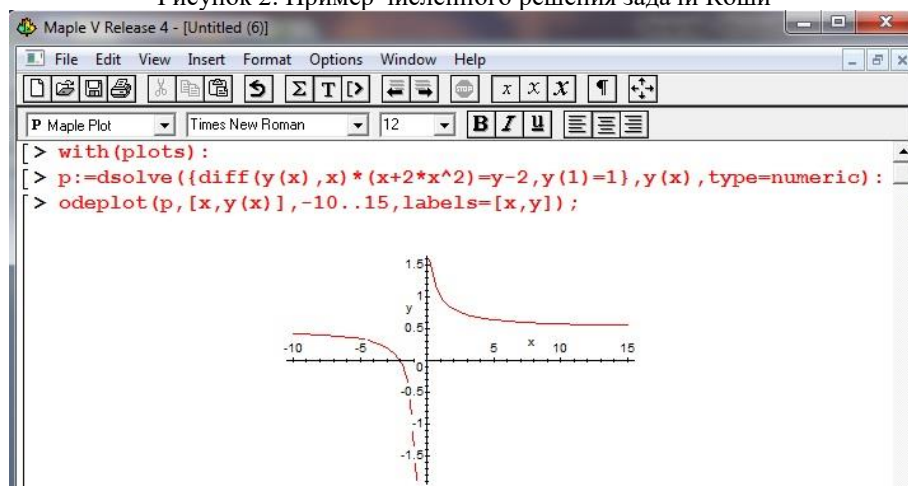 Рисунок 2. Пример численного решения задачи Коши
Maple V Release 4 - [Untitled (6)]
File Edit View Insert Format Options Window Help
P Maple Plot Times New Roman 12 B I u
[> with(plots):
[> p:=dsolve({diff(y(x),x)*(x+2*x^2)=y-2,y(1)=1},y(x),type=numeric):
[> odeplot(p,[x,y(x)],-10..15,labels=[x,y]);
1.5
1
y
0.5
-10 -5 5 x 10 15
0
-0.5
-1
-1.5